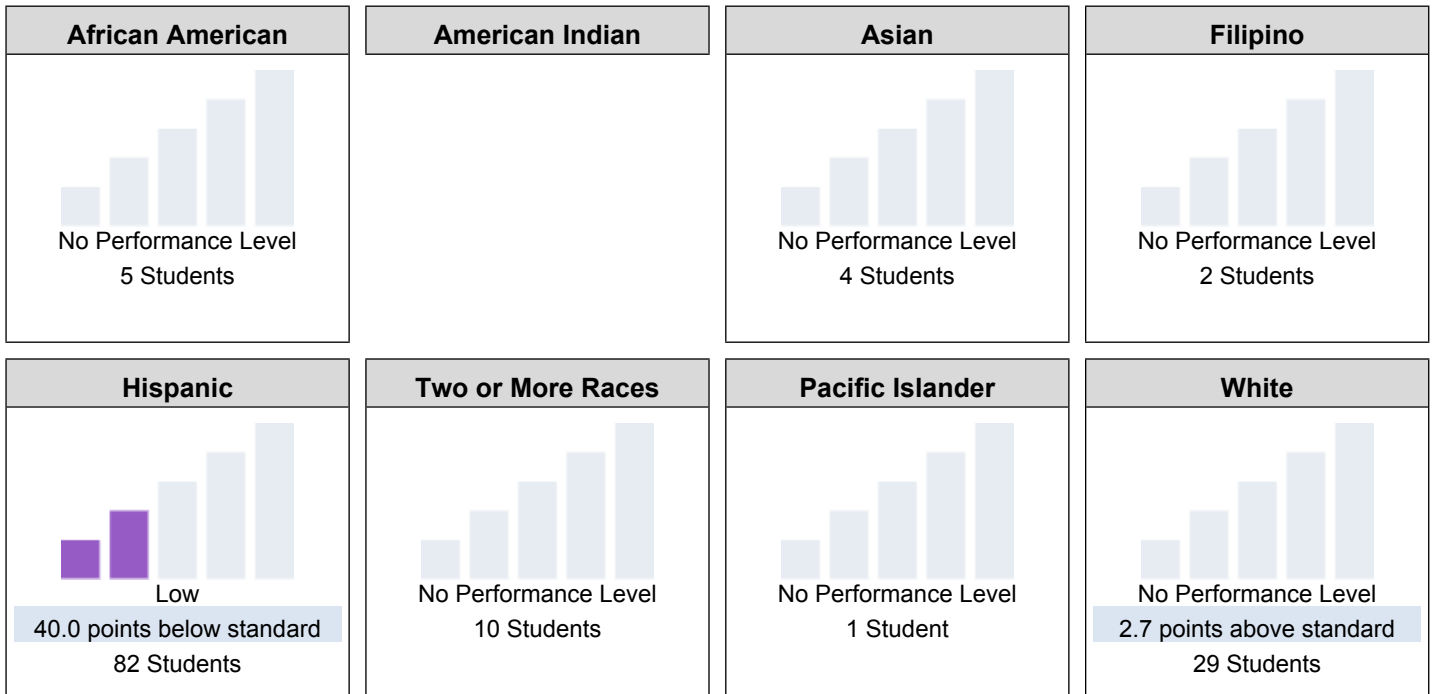 African American
No Performance Level
5 Students
American Indian
Asian
No Performance Level
4 Students
Filipino
No Performance Level
2 Students
Hispanic
Low
40.0 points below standard
82 Students
Two or More Races
No Performance Level
10 Students
Pacific Islander
No Performance Level
1 Student
White
No Performance Level
2.7 points above standard
29 Students